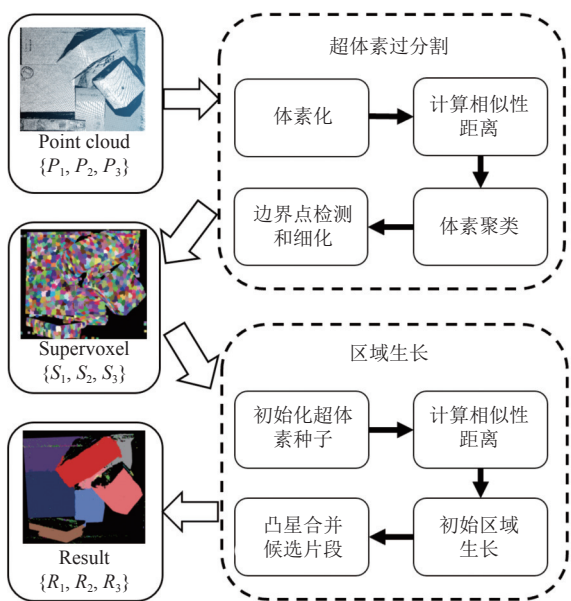 Point cloud
{P₁, P₂, P₃}
超体素过分割
体素化
计算相似性
距离
边界点检测
和细化
体素聚类
Supervoxel
{S₁, S₂, S₃}
区域生长
初始化超体
素种子
计算相似性
距离
凸星合并
候选片段
初始区域
生长
Result
{R₁, R₂, R₃}